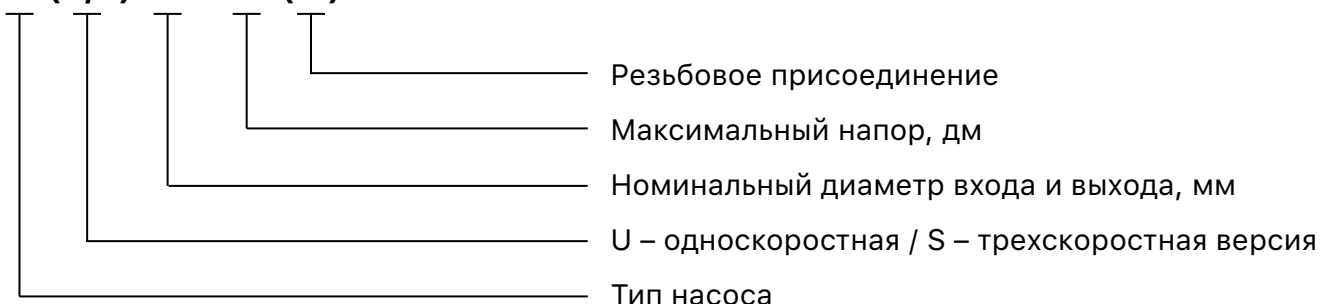 Резьбовое присоединение
Максимальный напор, дм
Номинальный диаметр входа и выхода, мм
U – односкоростная / S – трехскоростная версия
Тип насоса